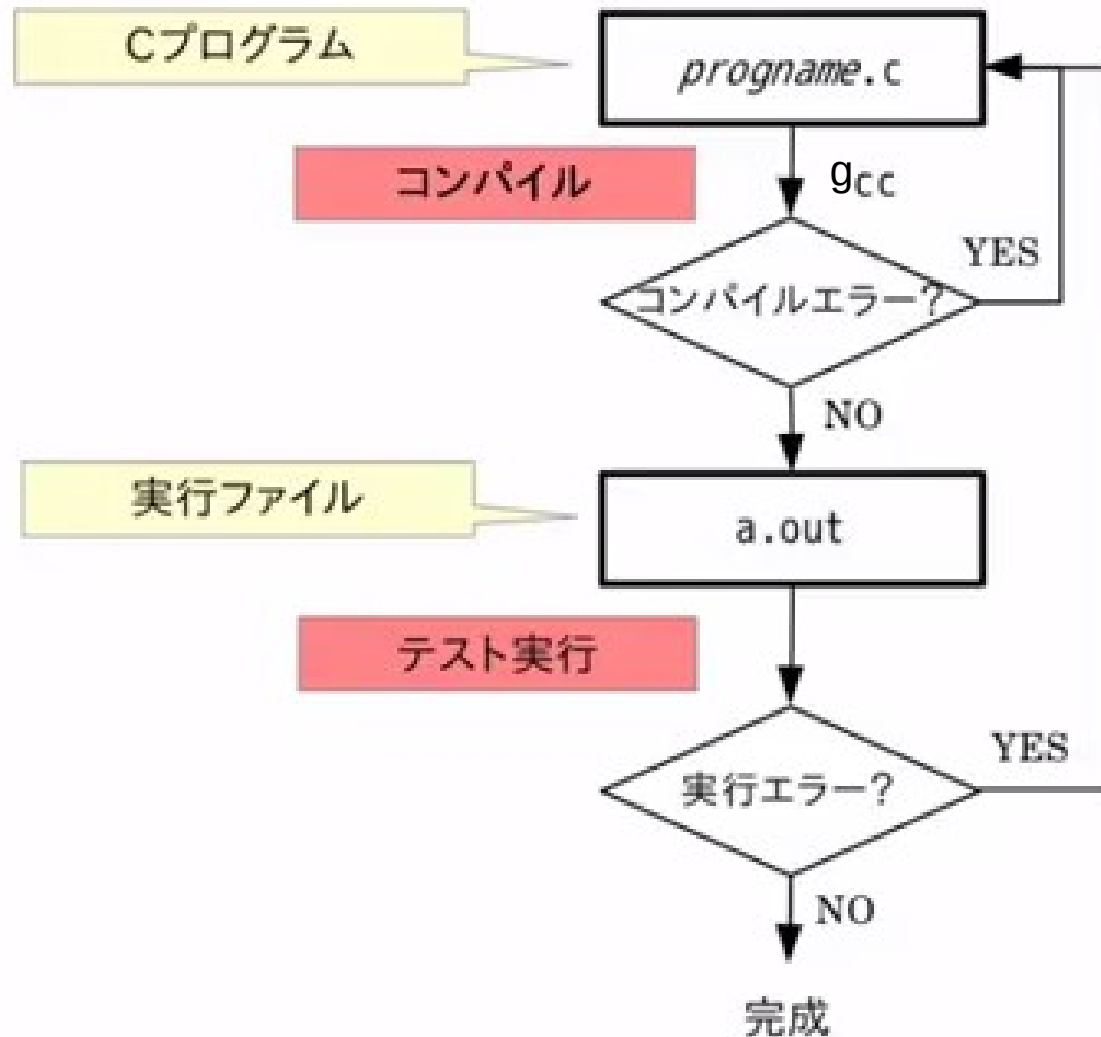 Cプログラム
progname.c
コンパイル
gcc
YES
コンパイルエラー?
NO
実行ファイル
a.out
テスト実行
YES
実行エラー?
NO
完成